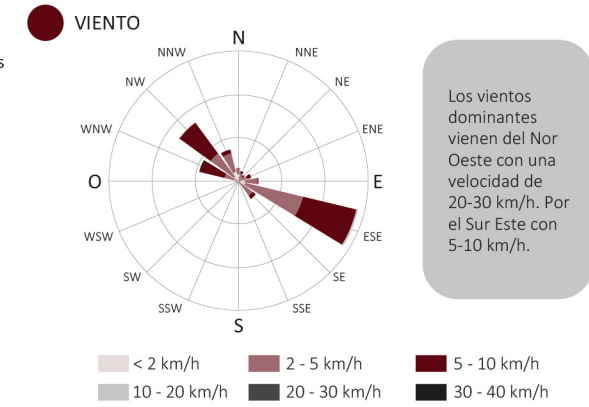 VIENTO
s
N
NNW
NNE
NW
NE
WNW
ENE
O
E
WSW
ESE
SW
SE
SSW
SSE
S
Los vientos
dominantes
vienen del Nor
Oeste con una
velocidad de
20-30 km/h. Por
el Sur Este con
5-10 km/h.
< 2 km/h
2 - 5 km/h
5 - 10 km/h
10 - 20 km/h
20 - 30 km/h
30 - 40 km/h